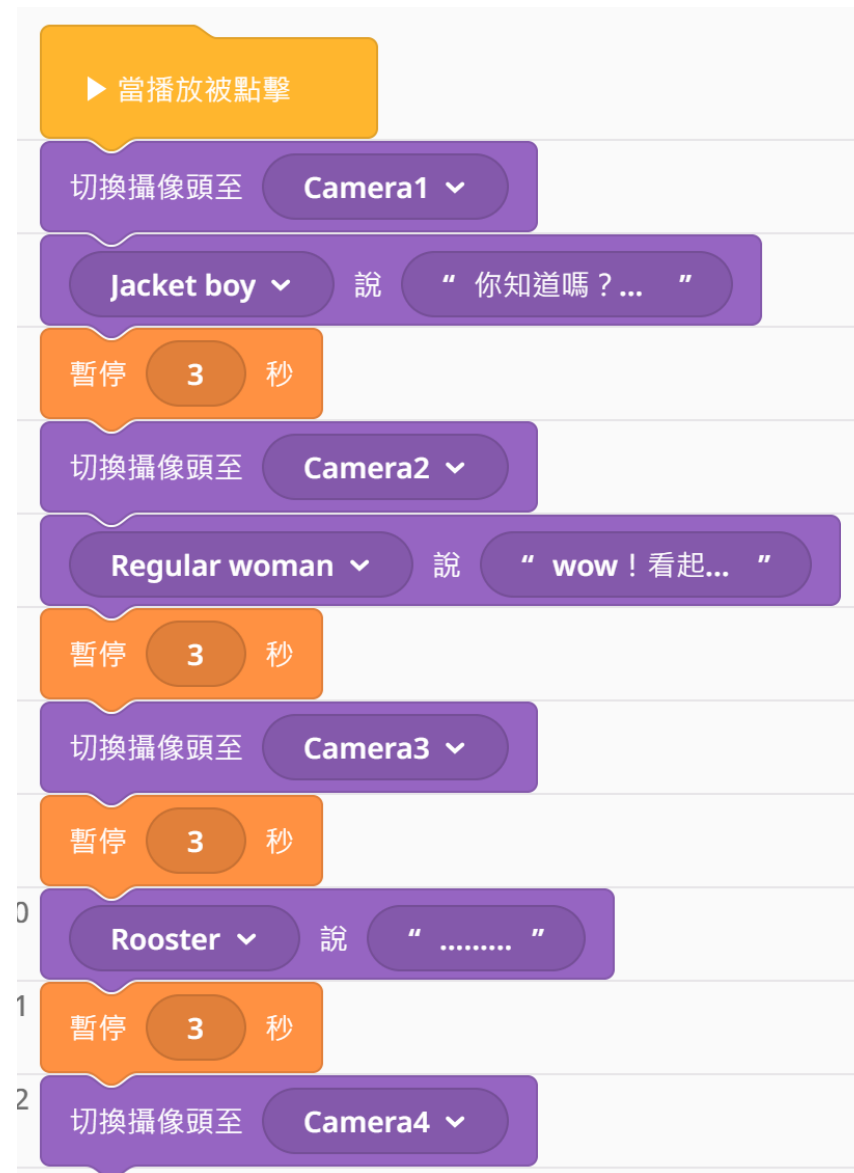 當播放被點擊
切換攝像頭至 Camera1
Jacket boy 說 “ 你知道嗎？... ”
暫停 3 秒
切換攝像頭至 Camera2
Regular woman 說 “ wow！看起... ”
暫停 3 秒
切換攝像頭至 Camera3
暫停 3 秒
0 Rooster 說 “ ......... ”
1 暫停 3 秒
2 切換攝像頭至 Camera4